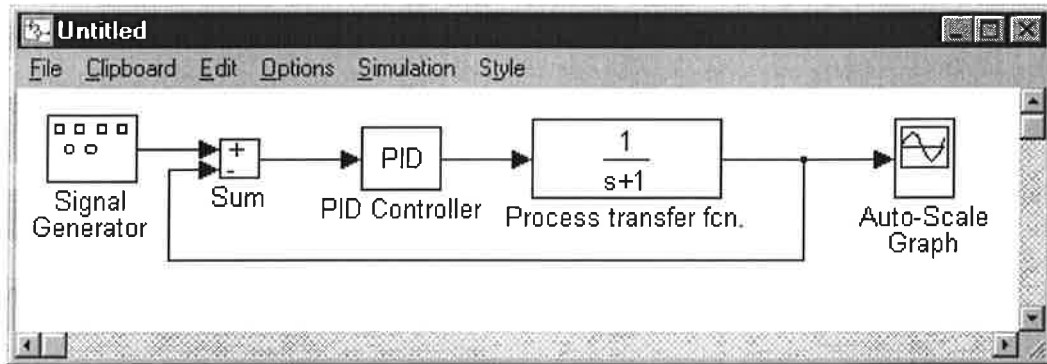 Untitled
File Clipboard Edit Options Simulation Style
+
-
Sum
Signal
Generator
PID
PID Controller
1
s+1
Process transfer fcn.
Auto-Scale
Graph